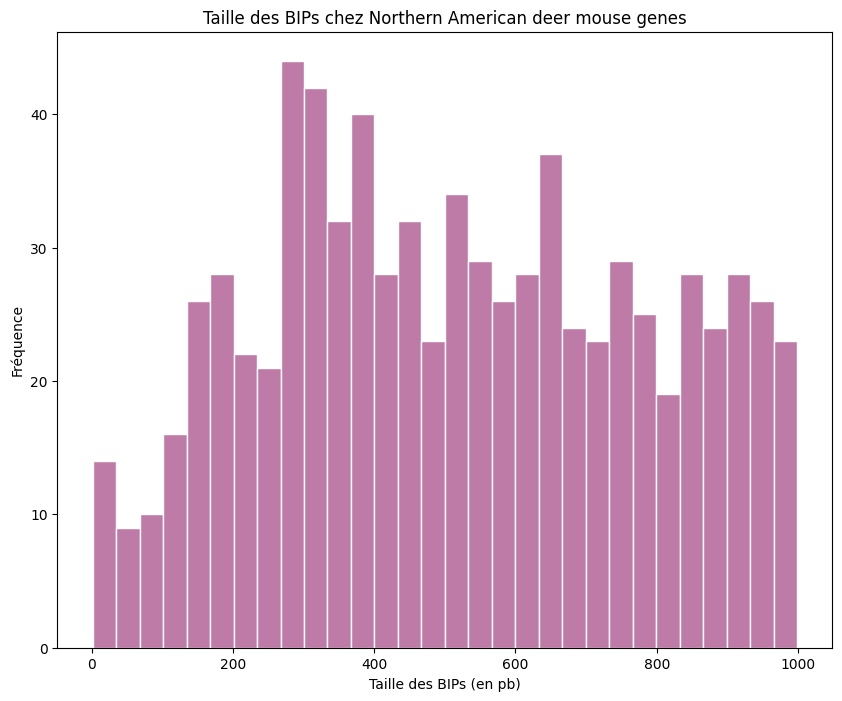 Taille des BIPs chez Northern American deer mouse genes
40
30
20
10
0
Fréquence
0 200 400 600 800 1000
Taille des BIPs (en pb)